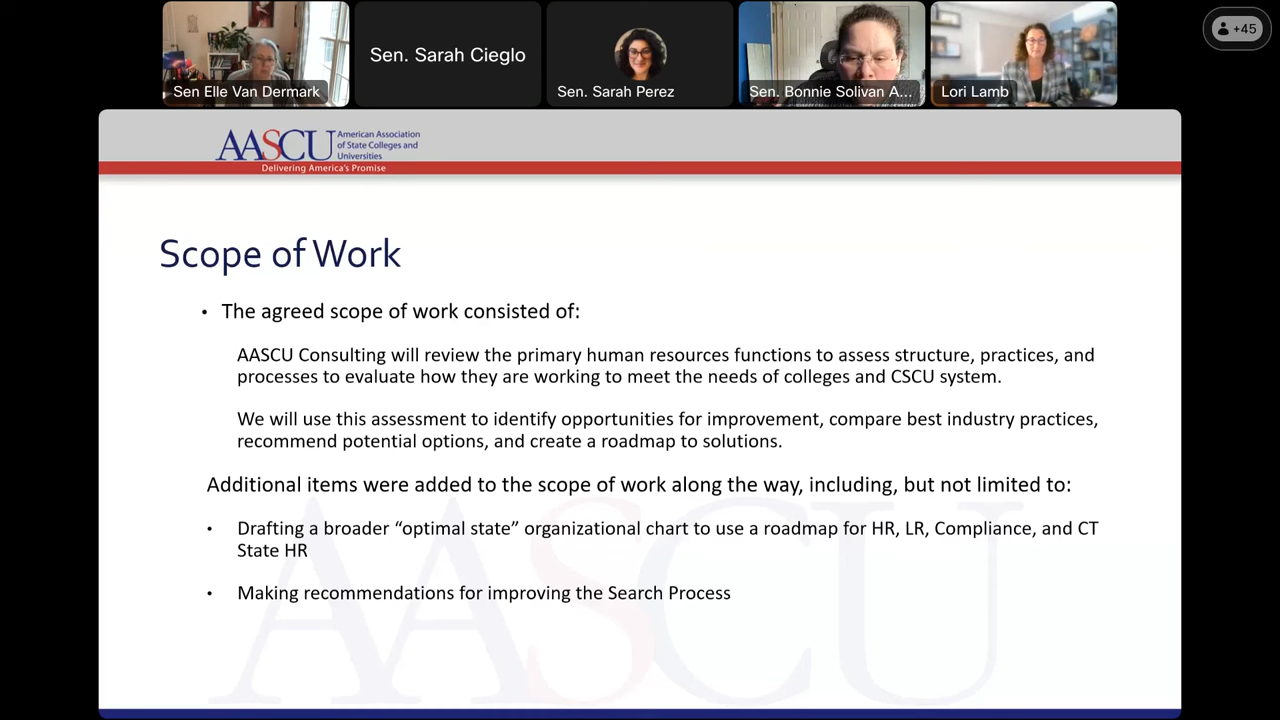 Sen. Sarah Cieglo
+45
Sen Elle Van Dermark
Sen. Sarah Perez
Sen. Bonnie Solivan A...
Lori Lamb
AASCU
American Association
of State Colleges and
Universities
Delivering America's Promise
Scope of Work
• The agreed scope of work consisted of:
AASCU Consulting will review the primary human resources functions to assess structure, practices, and
processes to evaluate how they are working to meet the needs of colleges and CSCU system.
We will use this assessment to identify opportunities for improvement, compare best industry practices,
recommend potential options, and create a roadmap to solutions.
Additional items were added to the scope of work along the way, including, but not limited to:
• Drafting a broader “optimal state” organizational chart to use a roadmap for HR, LR, Compliance, and CT
State HR
• Making recommendations for improving the Search Process
AASCU